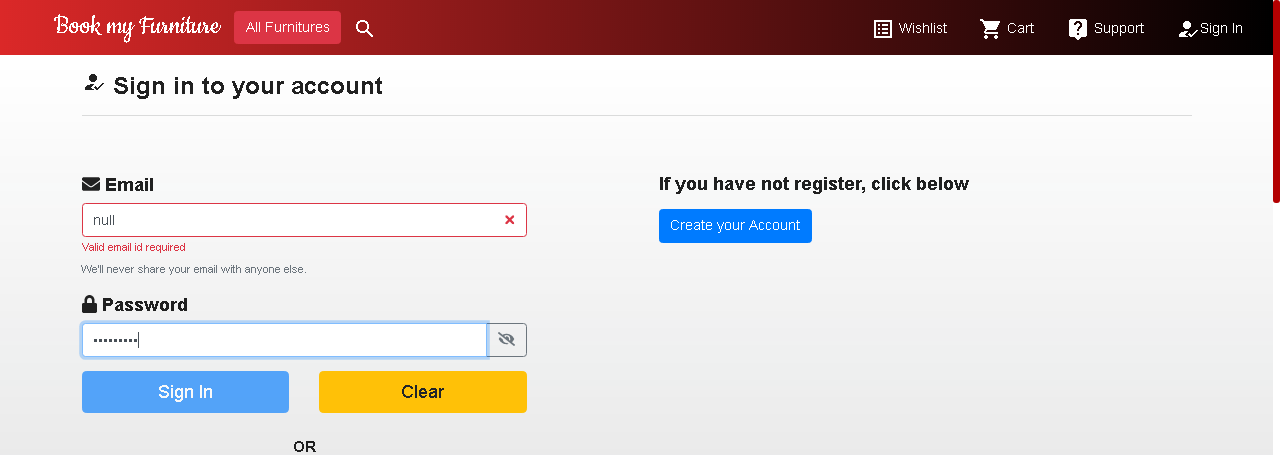 Book my Furniture All Furnitures Wishlist Cart Support Sign In
Sign in to your account
Email
null
Valid email id required
We'll never share your email with anyone else.
Password
•••••••••
Sign In Clear
OR
If you have not register, click below
Create your Account